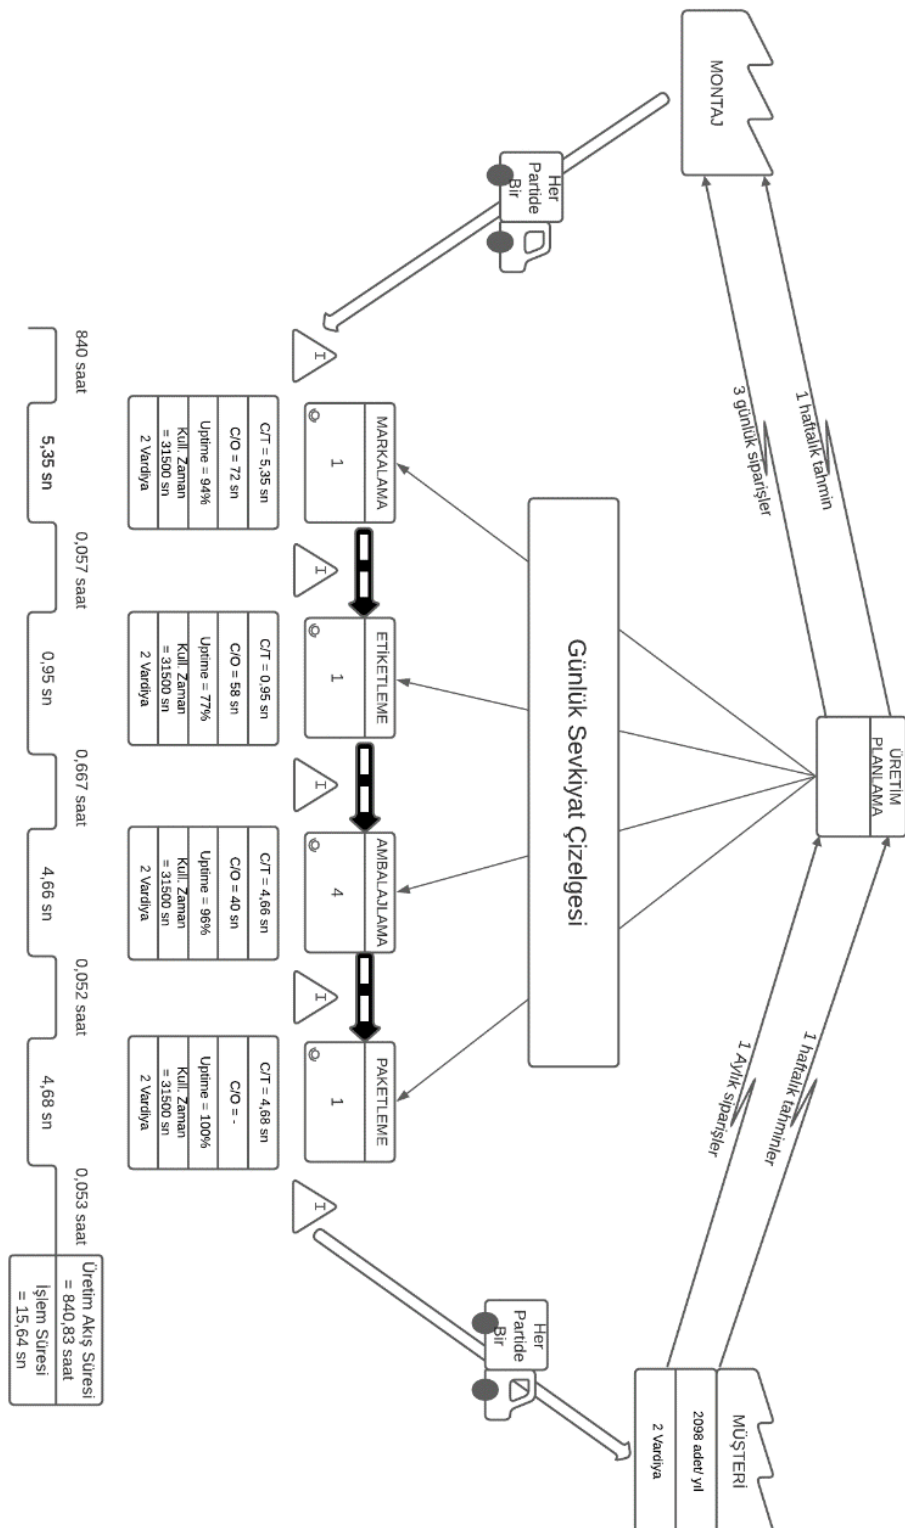 MONTAJ
1 haftalık tahmin
3 günlük siparişler
ÜRETİM
PLANLAMA
1 haftalık tahminler
1 Aylık siparişler
MÜŞTERİ
2098 adet/ yıl
2 Vardiya
Her
Partide
Bir
Günlük Sevkiyat Çizelgesi
Her
Partide
Bir
I
MARKALAMA
1
I
ETİKETLEME
1
I
AMBALAJLAMA
4
I
PAKETLEME
1
I
C/T = 5,35 sn
C/O = 72 sn
Uptime = 94%
Kull. Zaman
= 31500 sn
2 Vardiya
C/T = 0,95 sn
C/O = 58 sn
Uptime = 77%
Kull. Zaman
= 31500 sn
2 Vardiya
C/T = 4,66 sn
C/O = 40 sn
Uptime = 96%
Kull. Zaman
= 31500 sn
2 Vardiya
C/T = 4,68 sn
C/O = -
Uptime = 100%
Kull. Zaman
= 31500 sn
2 Vardiya
840 saat
5,35 sn
0,057 saat
0,95 sn
0,667 saat
4,66 sn
0,052 saat
4,68 sn
0,053 saat
Üretim Akış Süresi
= 840,83 saat
İşlem Süresi
= 15,64 sn